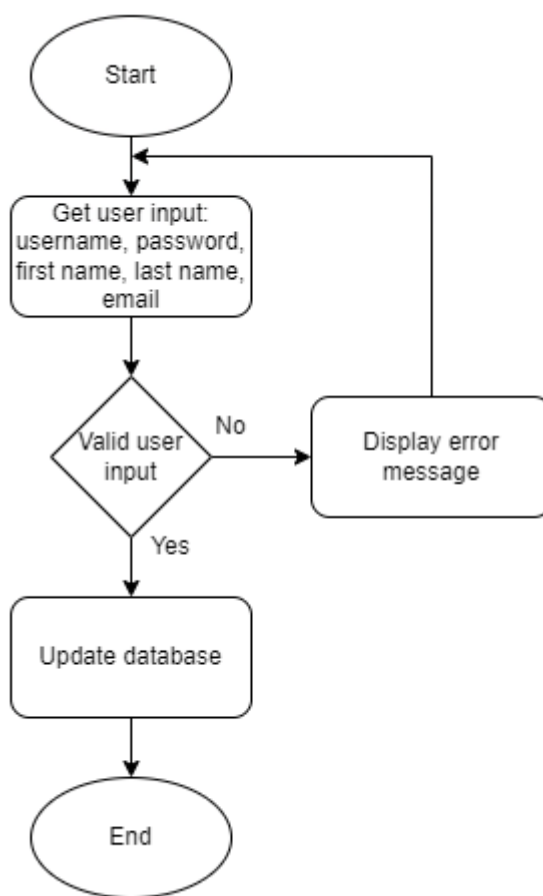 Start
Get user input:
username, password,
first name, last name,
email
Valid user
input
No
Display error
message
Yes
Update database
End